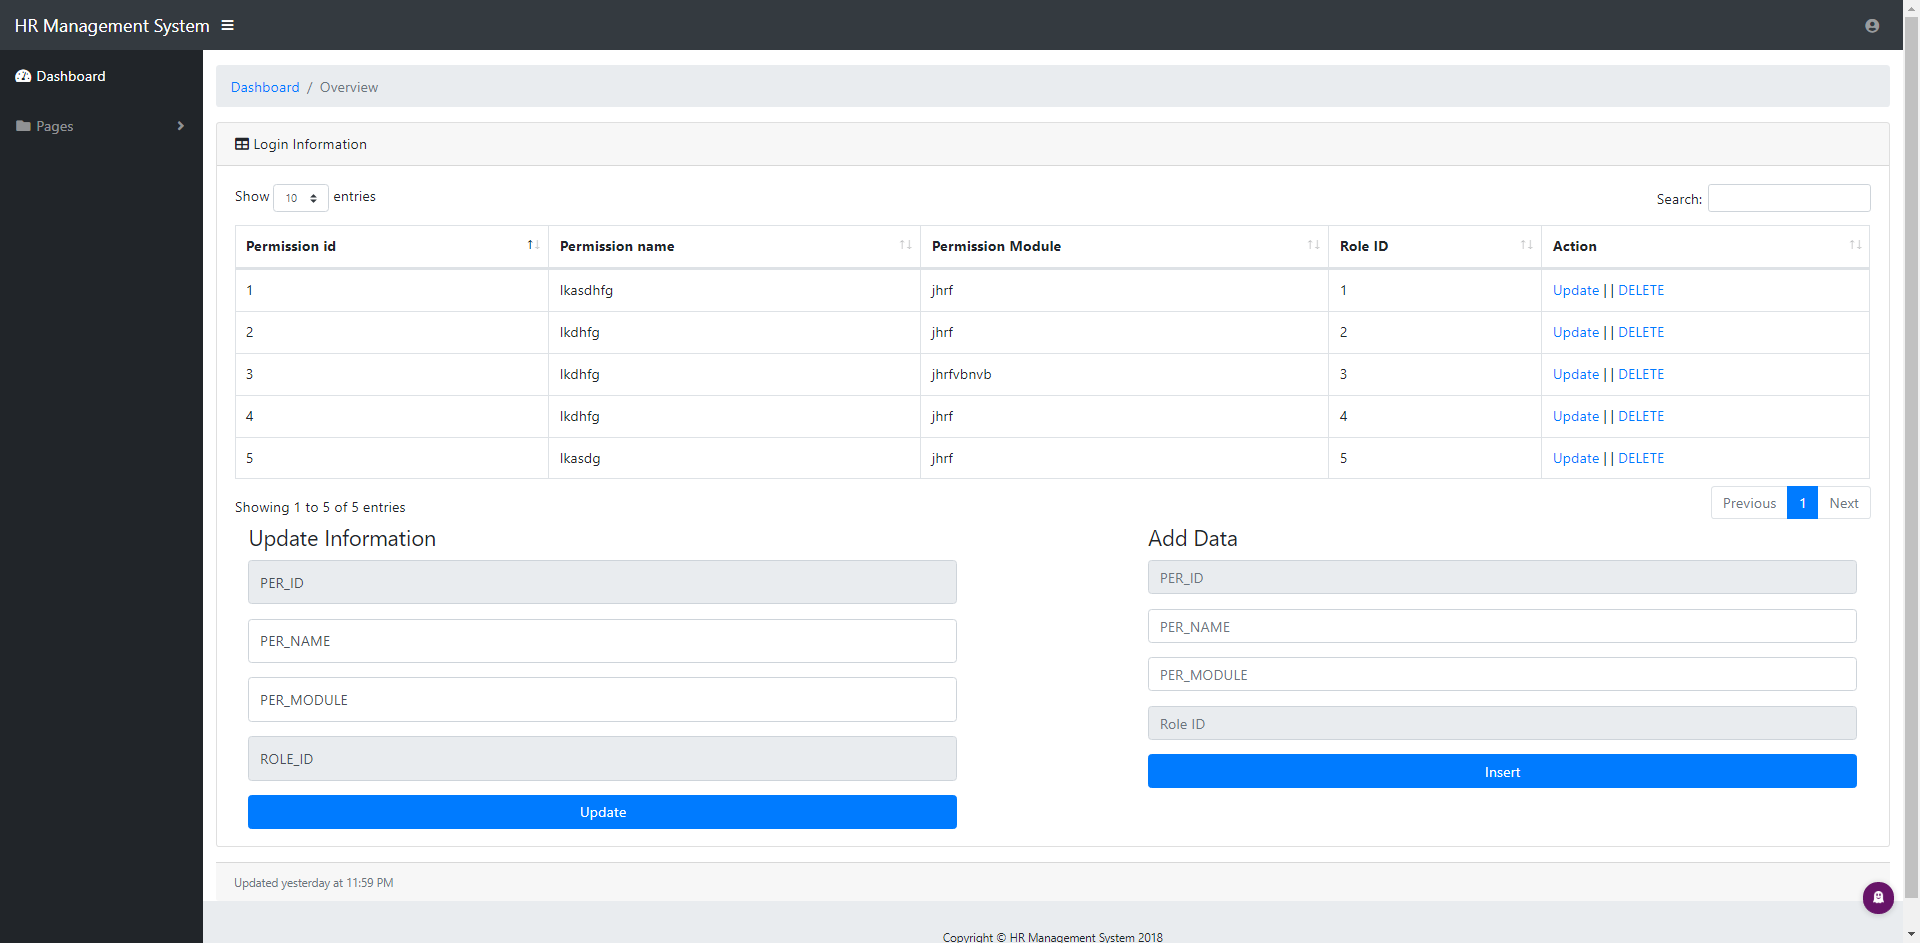 HR Management System
Dashboard
Pages
Dashboard / Overview
Login Information
Show 10 entries
Search:
Permission id Permission name Permission Module Role ID Action
1 lkasdhfg jhrf 1 Update || DELETE
2 lkdhfg jhrf 2 Update || DELETE
3 lkdhfg jhrfvbnvb 3 Update || DELETE
4 lkdhfg jhrf 4 Update || DELETE
5 lkasdg jhrf 5 Update || DELETE
Showing 1 to 5 of 5 entries
Previous 1 Next
Update Information
PER_ID
PER_NAME
PER_MODULE
ROLE_ID
Update
Add Data
PER_ID
PER_NAME
PER_MODULE
Role ID
Insert
Updated yesterday at 11:59 PM
Copyright © HR Management System 2018